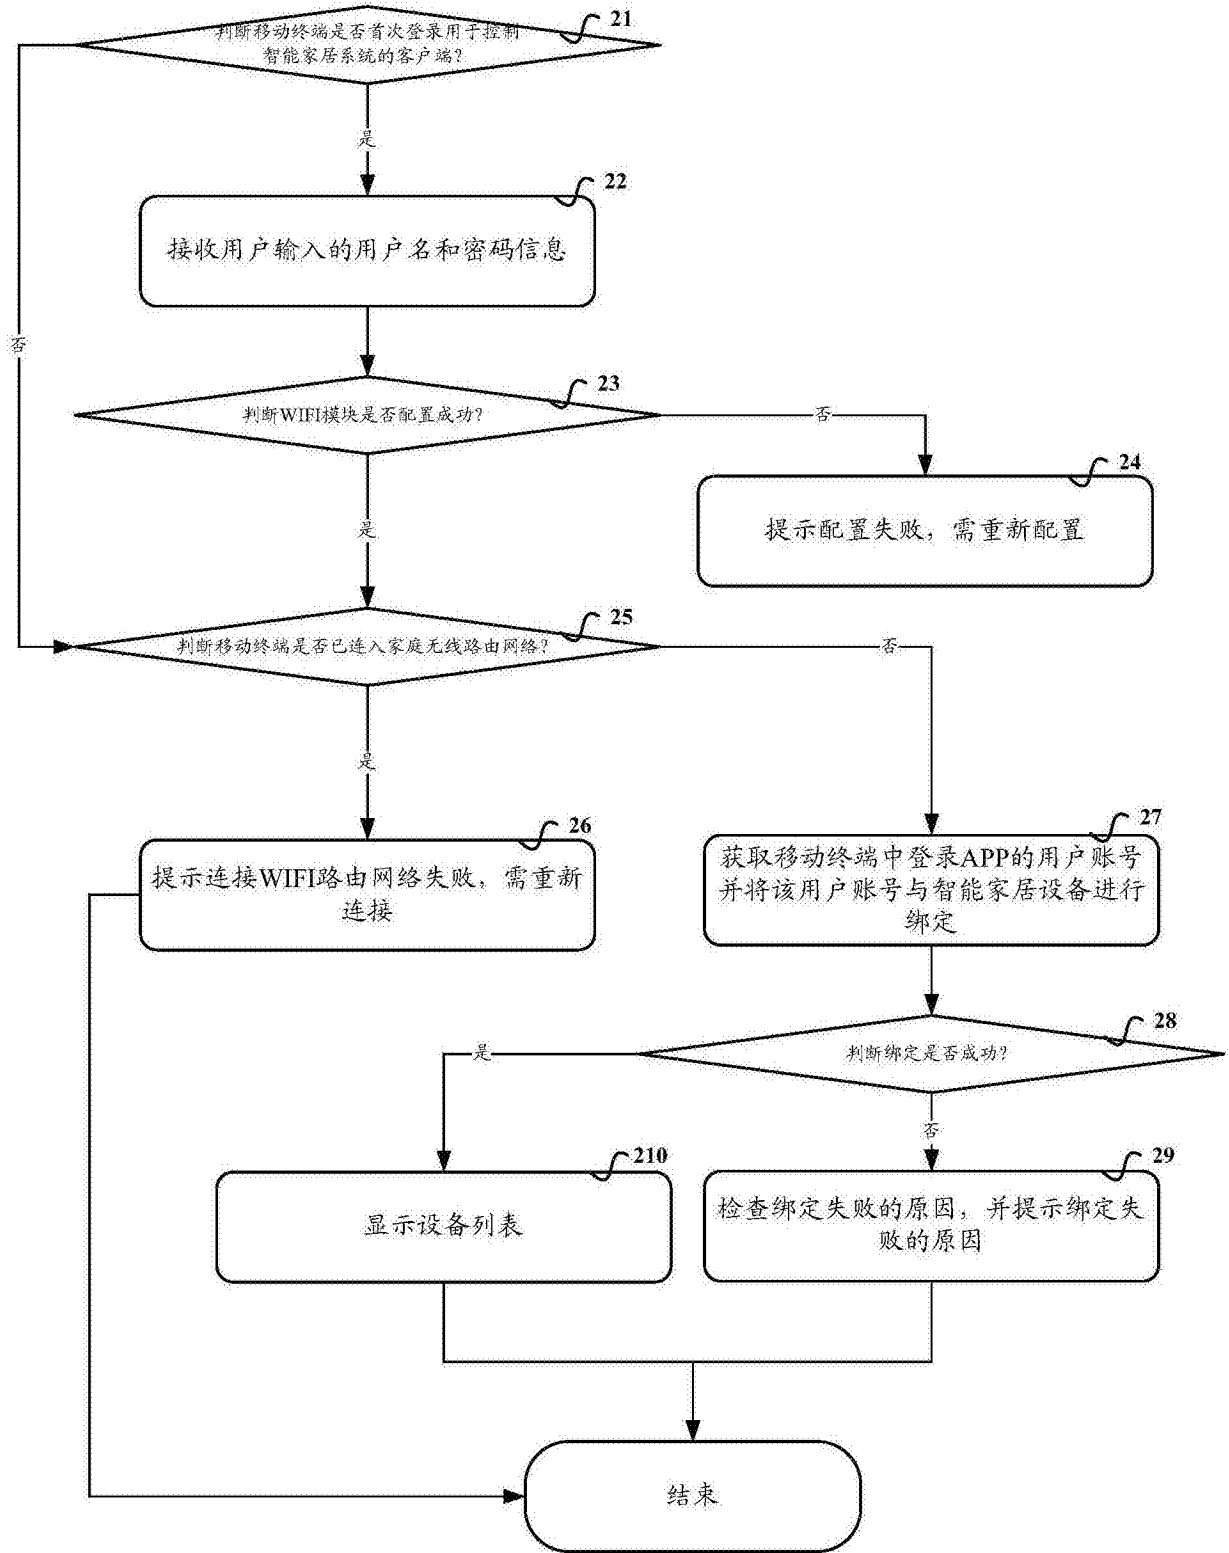 21
判断移动终端是否首次登录用于控制
智能家居系统的客户端?
是
22
接收用户输入的用户名和密码信息
否
23
判断WIFI模块是否配置成功?
否
24
提示配置失败，需重新配置
是
25
判断移动终端是否已连入家庭无线路由网络?
否
是
26
提示连接WIFI路由网络失败，需重新
连接
27
获取移动终端中登录APP的用户账号
并将该用户账号与智能家居设备进行
绑定
28
判断绑定是否成功?
是
否
210
显示设备列表
29
检查绑定失败的原因，并提示绑定失
败的原因
结束